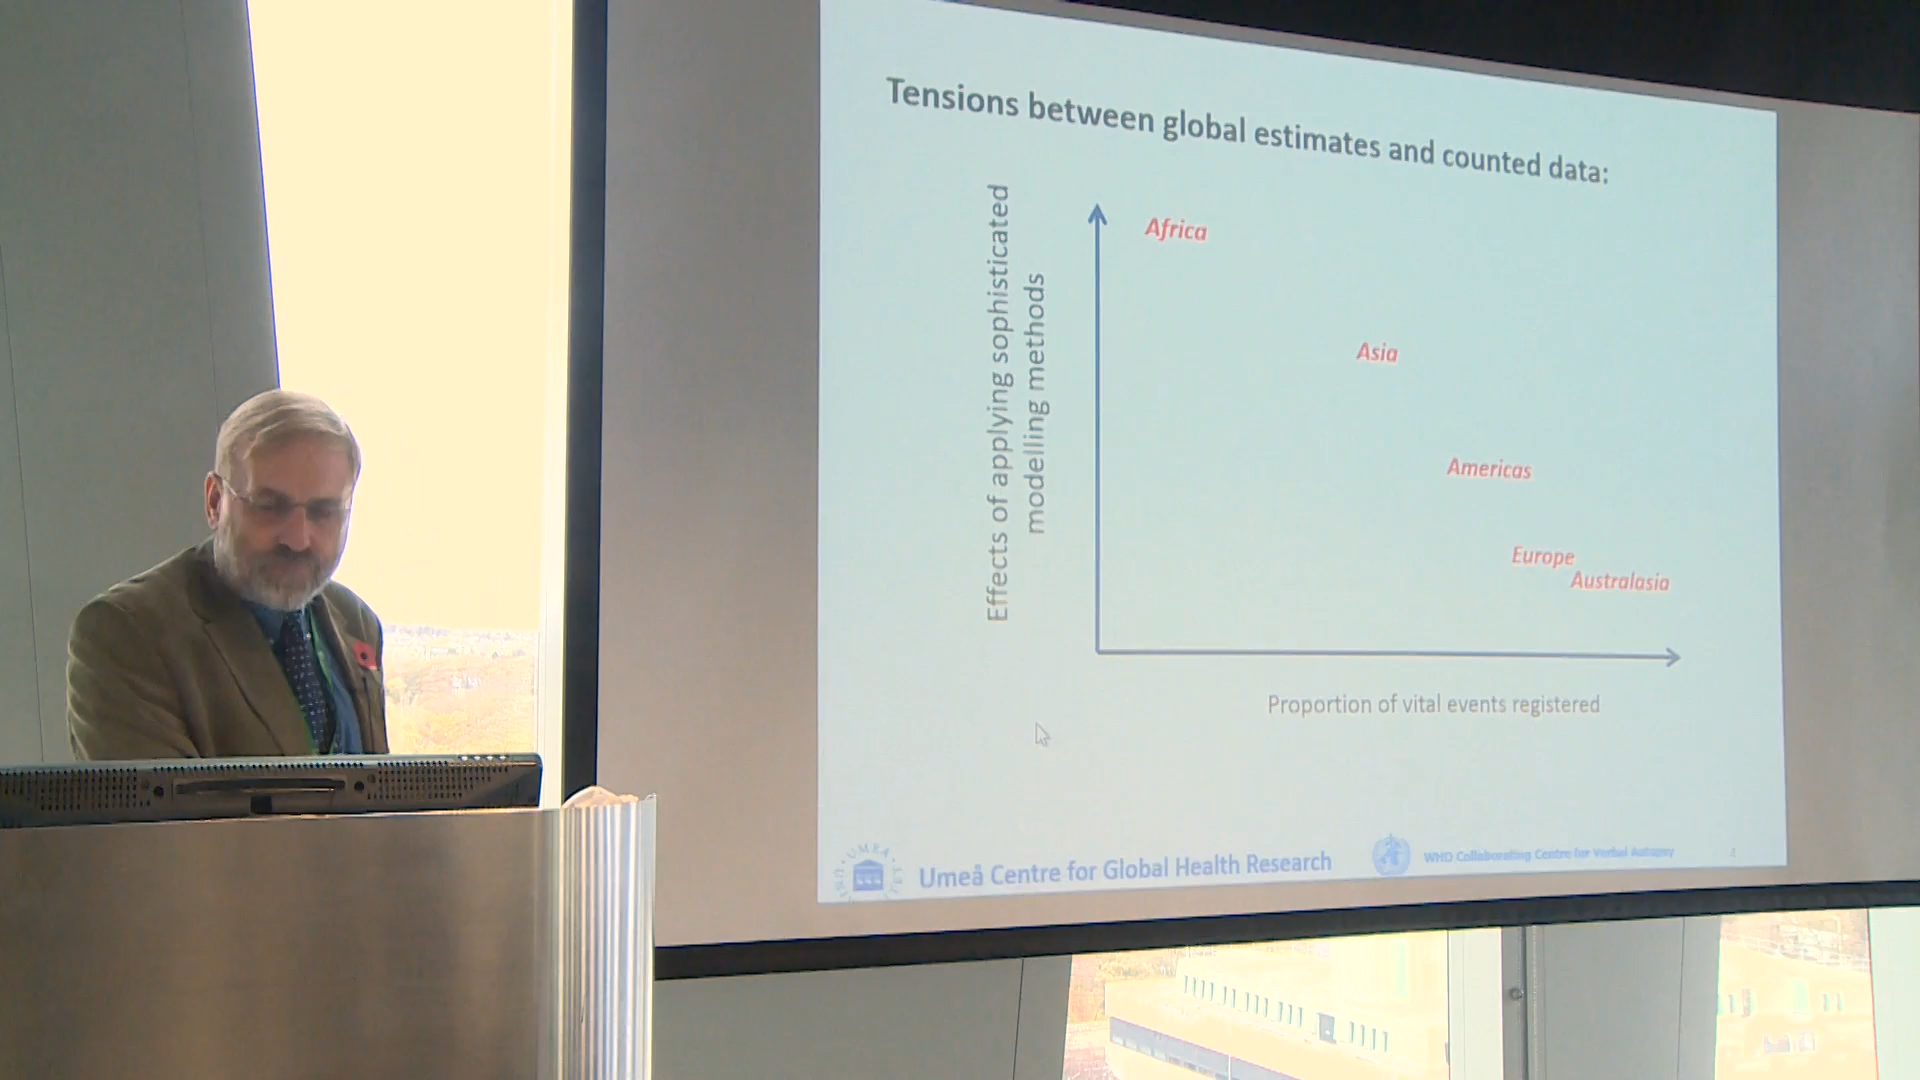 Tensions between global estimates and counted data:
Effects of applying sophisticated
modelling methods
Africa
Asia
Americas
Europe
Australasia
Proportion of vital events registered
UMEA
Umeå Centre for Global Health Research
WHO Collaborating Centre for Verbal Autopsy